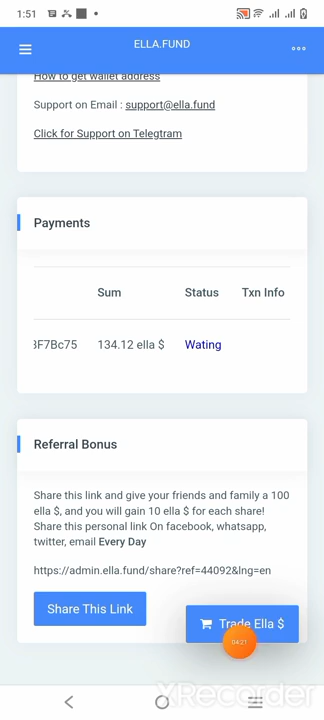 1:51
ELLA.FUND
How to get wallet address
Support on Email : support@ella.fund
Click for Support on Telegtram
Payments
Sum Status Txn Info
3F7Bc75 134.12 ella $ Wating
Referral Bonus
Share this link and give your friends and family a 100
ella $, and you will gain 10 ella $ for each share!
Share this personal link On facebook, whatsapp,
twitter, email Every Day
https://admin.ella.fund/share?ref=44092&lng=en
Share This Link
Trade Ella $
04:21
XRecorder